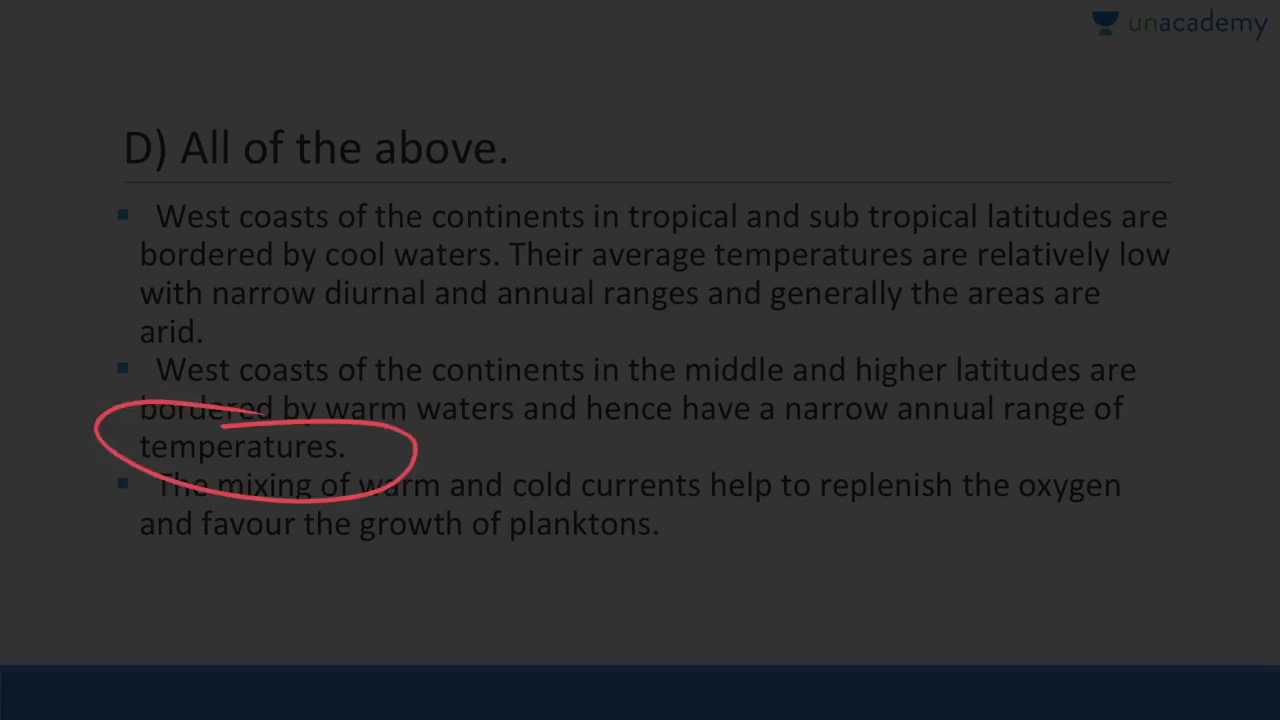 unacademy
D) All of the above.
▪ West coasts of the continents in tropical and sub tropical latitudes are
bordered by cool waters. Their average temperatures are relatively low
with narrow diurnal and annual ranges and generally the areas are
arid.
▪ West coasts of the continents in the middle and higher latitudes are
bordered by warm waters and hence have a narrow annual range of
temperatures.
▪ The mixing of warm and cold currents help to replenish the oxygen
and favour the growth of planktons.